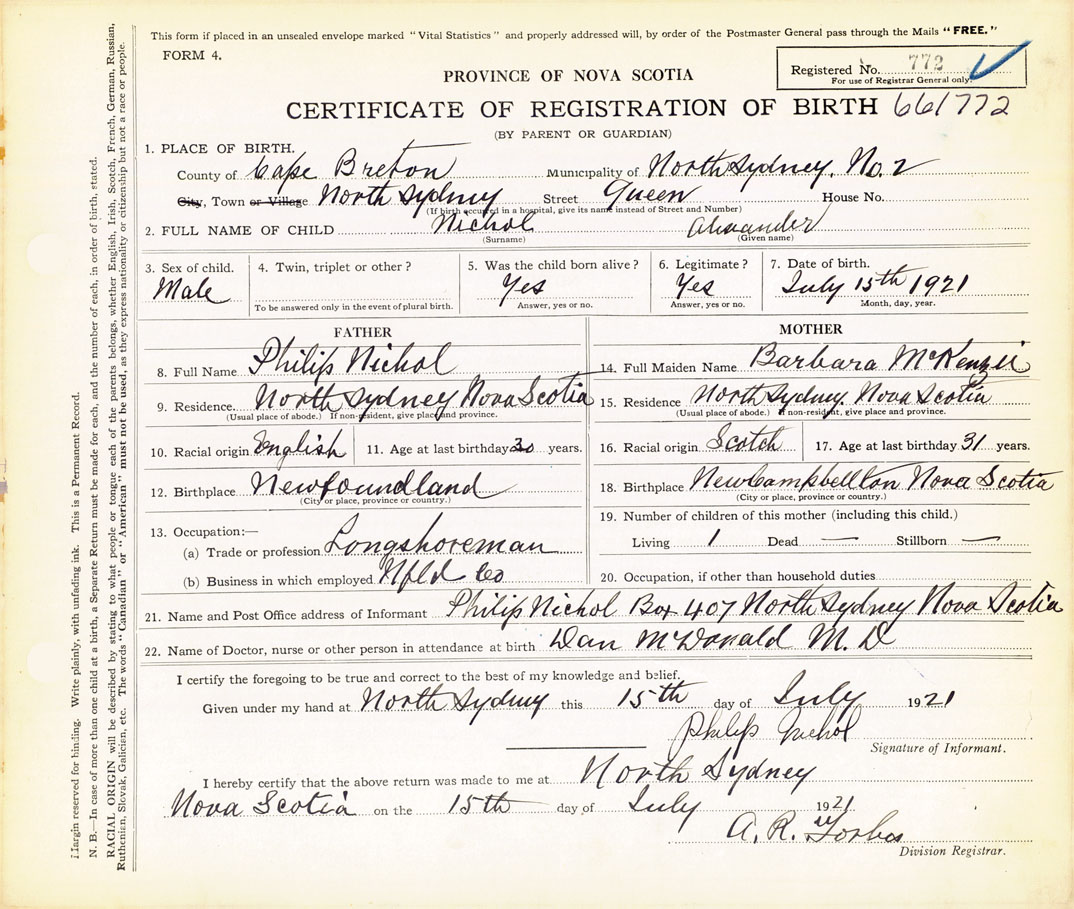 This form if placed in an unsealed envelope marked "Vital Statistics" and properly addressed will, by order of the Postmaster General pass through the Mails "FREE."
FORM 4.
Registered No. 772
For use of Registrar General only.
PROVINCE OF NOVA SCOTIA
CERTIFICATE OF REGISTRATION OF BIRTH 661772
(BY PARENT OR GUARDIAN)
1. PLACE OF BIRTH.
County of Cape Breton Municipality of North Sydney. No. 2
City, Town or Village North Sydney Street Queen House No.
(If birth occured in a hospital, give its name instead of Street and Number)
2. FULL NAME OF CHILD Nichol Alexander
(Surname) (Given name)
3. Sex of child. 4. Twin, triplet or other? 5. Was the child born alive? 6. Legitimate? 7. Date of birth.
Male Yes Yes July 15th 1921
To be answered only in the event of plural birth. Answer, yes or no. Answer, yes or no. Month, day, year.
FATHER
8. Full Name Philip Nichol
9. Residence. North Sydney Nova Scotia
(Usual place of abode.) If non-resident, give place and province.
10. Racial origin English 11. Age at last birthday 30 years.
12. Birthplace Newfoundland
(City or place, province or country.)
13. Occupation:—
(a) Trade or profession Longshoreman
(b) Business in which employed Nfld Co
MOTHER
14. Full Maiden Name Barbara McKenzie
15. Residence North Sydney. Nova Scotia
(Usual place of abode.) If non-resident, give place and province.
16. Racial origin Scotch 17. Age at last birthday 31 years.
18. Birthplace Newcampbellton Nova Scotia
(City or place, province or country.)
19. Number of children of this mother (including this child.)
Living 1 Dead — Stillborn —
20. Occupation, if other than household duties
21. Name and Post Office address of Informant Philip Nichol Box 407 North Sydney Nova Scotia
22. Name of Doctor, nurse or other person in attendance at birth Dan McDonald M. D
I certify the foregoing to be true and correct to the best of my knowledge and belief.
Given under my hand at North Sydney this 15th day of July 1921
Philip Nichol
Signature of Informant.
I hereby certify that the above return was made to me at North Sydney
Nova Scotia on the 15th day of July 1921
A. R. Forbes
Division Registrar.
Margin reserved for binding. Write plainly, with unfading ink. This is a Permanent Record.
N. B.—In case of more than one child at a birth, a Separate Return must be made for each, and the number of each, in order of birth, stated.
RACIAL ORIGIN will be described by stating to what people or tongue each of the parents belongs, whether English, Irish, Scotch, French, German, Russian,
Ruthenian, Slovak, Galician, etc. The words "Canadian" or "American" must not be used, as they express nationality or citizenship but not a race or people.